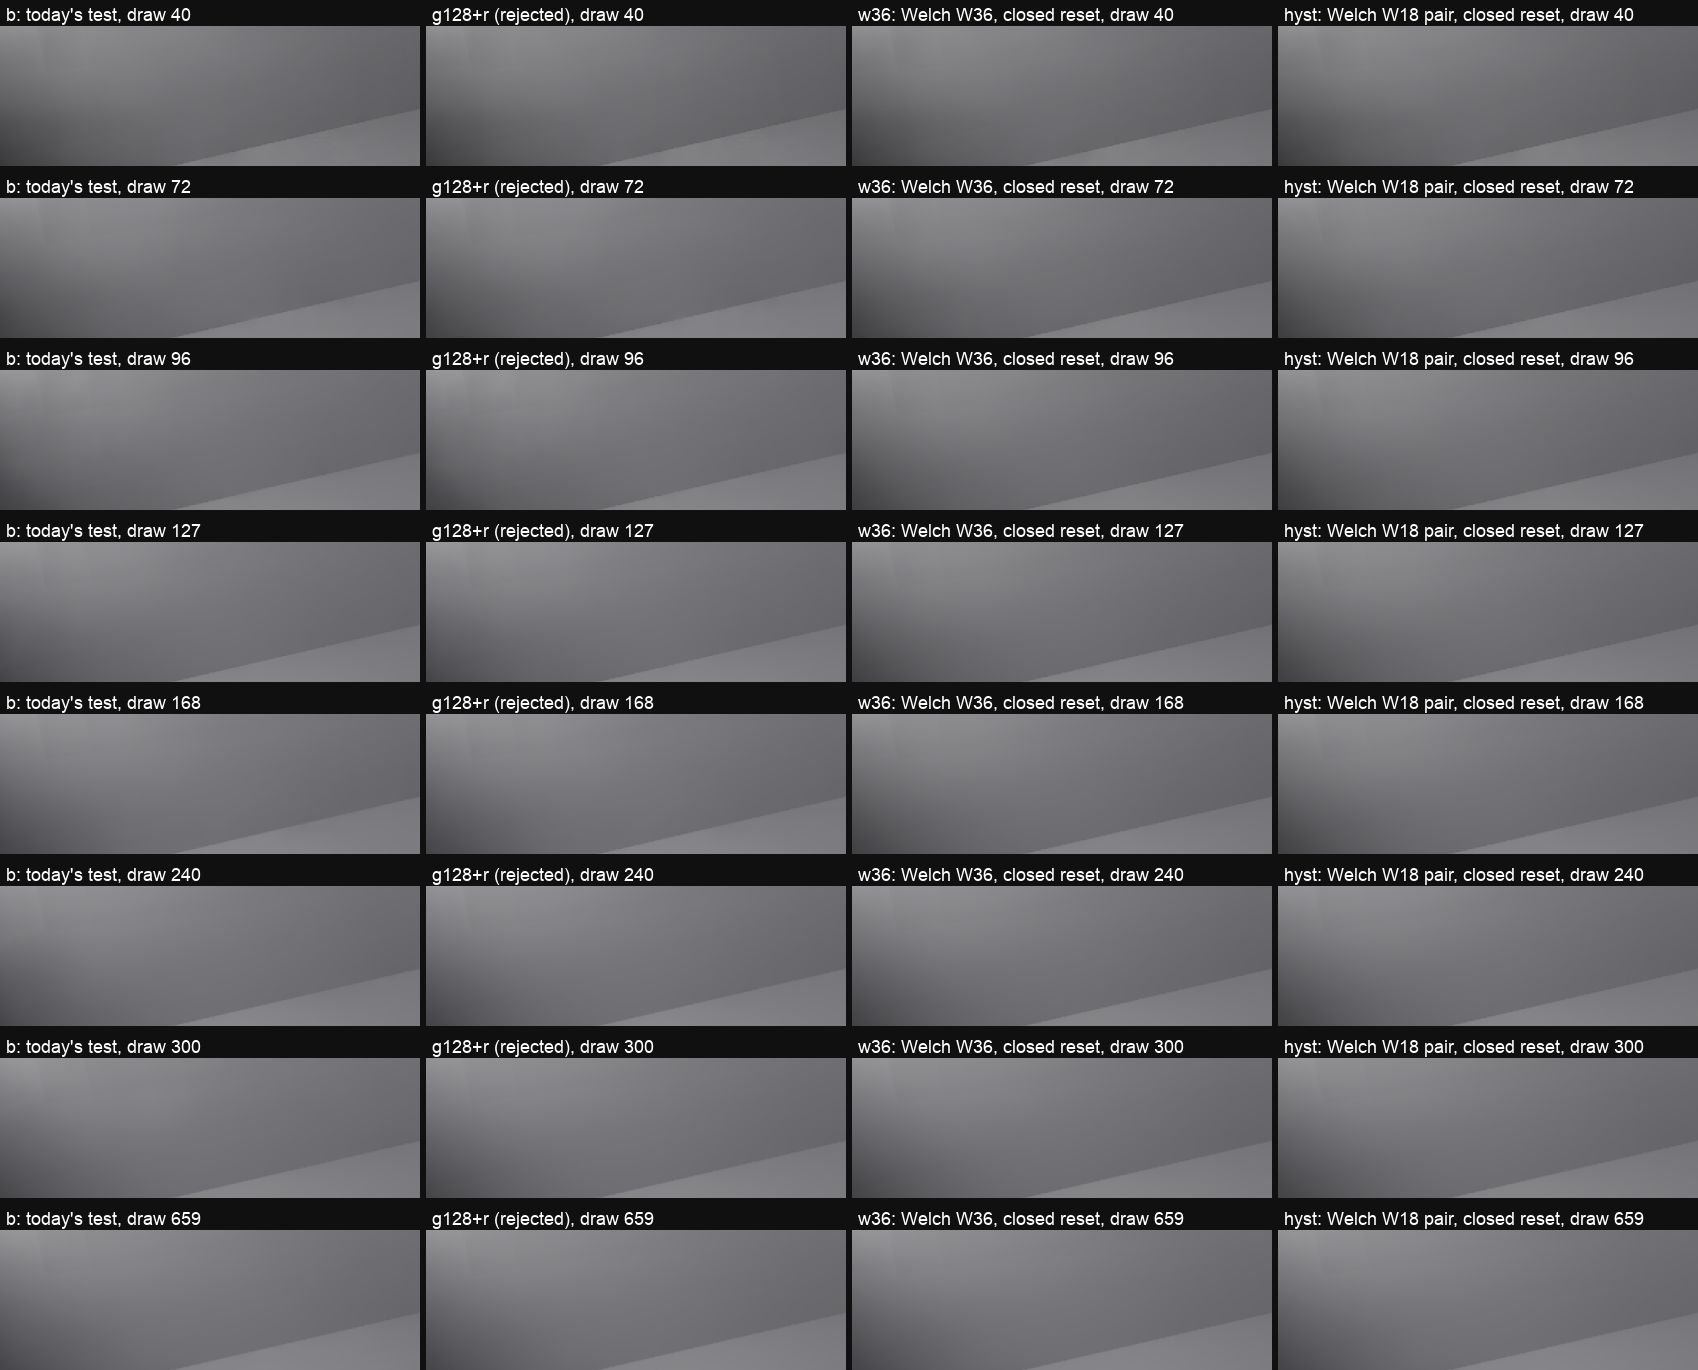 b: today's test, draw 40
g128+r (rejected), draw 40
w36: Welch W36, closed reset, draw 40
hyst: Welch W18 pair, closed reset, draw 40
b: today's test, draw 72
g128+r (rejected), draw 72
w36: Welch W36, closed reset, draw 72
hyst: Welch W18 pair, closed reset, draw 72
b: today's test, draw 96
g128+r (rejected), draw 96
w36: Welch W36, closed reset, draw 96
hyst: Welch W18 pair, closed reset, draw 96
b: today's test, draw 127
g128+r (rejected), draw 127
w36: Welch W36, closed reset, draw 127
hyst: Welch W18 pair, closed reset, draw 127
b: today's test, draw 168
g128+r (rejected), draw 168
w36: Welch W36, closed reset, draw 168
hyst: Welch W18 pair, closed reset, draw 168
b: today's test, draw 240
g128+r (rejected), draw 240
w36: Welch W36, closed reset, draw 240
hyst: Welch W18 pair, closed reset, draw 240
b: today's test, draw 300
g128+r (rejected), draw 300
w36: Welch W36, closed reset, draw 300
hyst: Welch W18 pair, closed reset, draw 300
b: today's test, draw 659
g128+r (rejected), draw 659
w36: Welch W36, closed reset, draw 659
hyst: Welch W18 pair, closed reset, draw 659